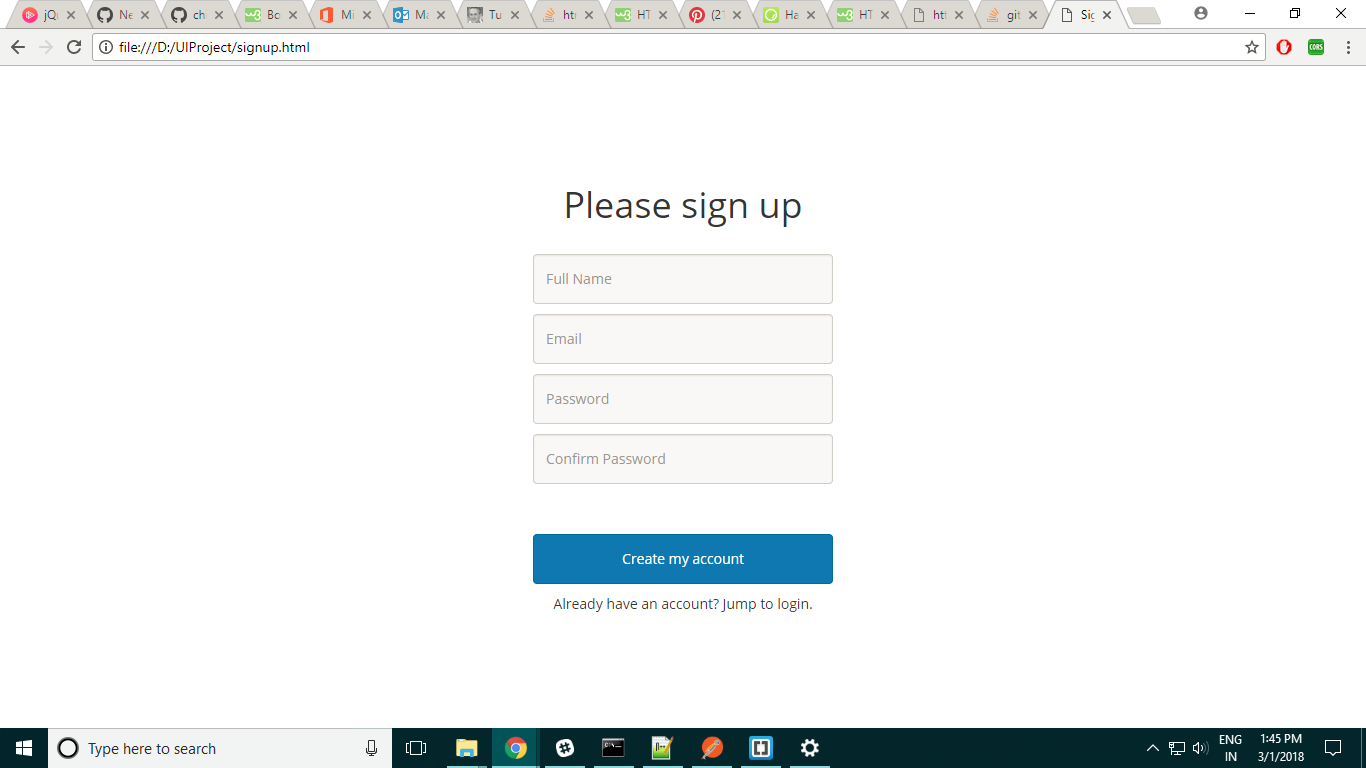 jQ Ne ch Bo Mi Ma Tu htt HT (2 Ha HT htt git Sig
file:///D:/UIProject/signup.html
CORS
Please sign up
Full Name
Email
Password
Confirm Password
Create my account
Already have an account? Jump to login.
Type here to search
ENG
IN
1:45 PM
3/1/2018